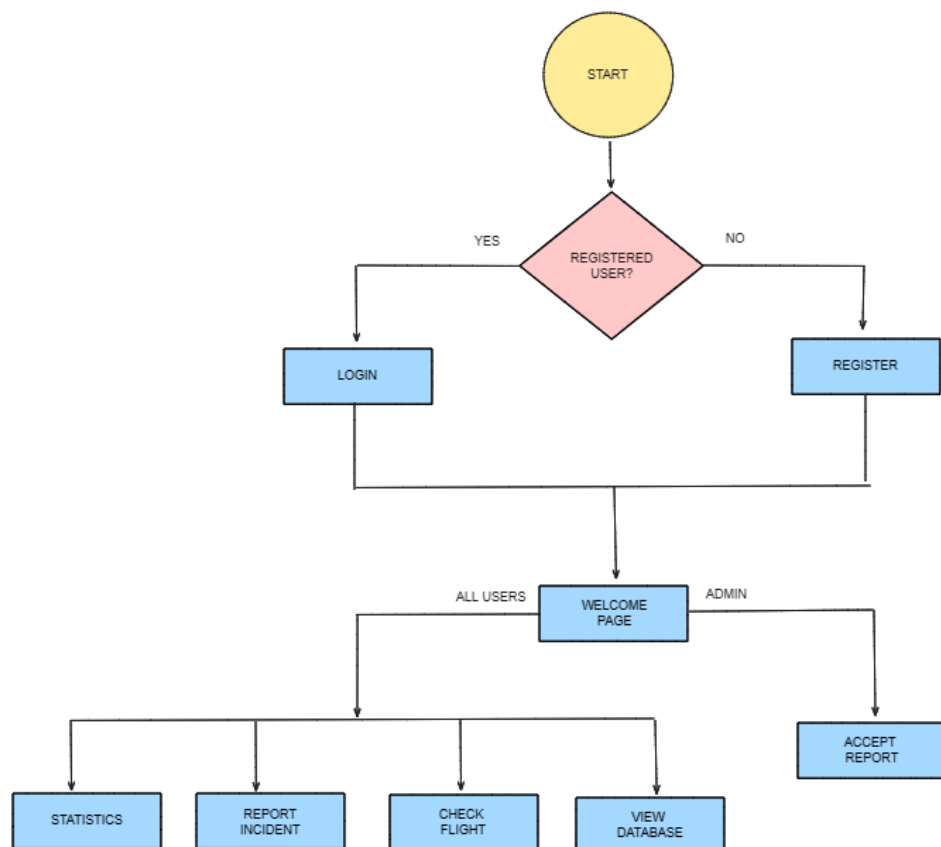 START
YES
NO
REGISTERED
USER?
LOGIN
REGISTER
ALL USERS
ADMIN
WELCOME
PAGE
ACCEPT
REPORT
STATISTICS
REPORT
INCIDENT
CHECK
FLIGHT
VIEW
DATABASE